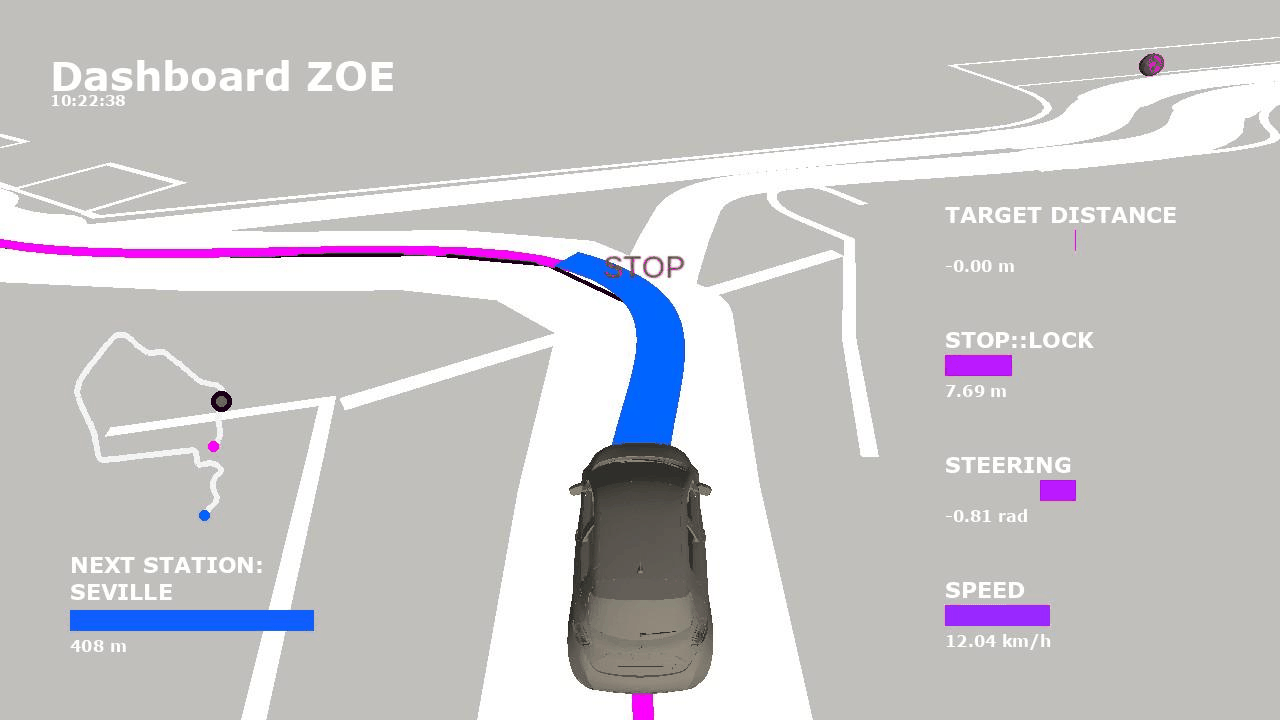 Dashboard ZOE
10:22:38
STOP
TARGET DISTANCE
-0.00 m
STOP::LOCK
7.69 m
STEERING
-0.81 rad
SPEED
12.04 km/h
NEXT STATION:
SEVILLE
408 m